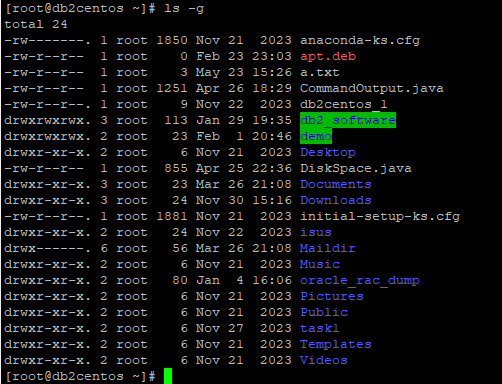 [root@db2centos ~]# ls -g
total 24
-rw-------. 1 root 1850 Nov 21  2023 anaconda-ks.cfg
-rw-r--r--  1 root    0 Feb 23 23:03 apt.deb
-rw-r--r--  1 root    3 May 23 15:26 a.txt
-rw-r--r--  1 root 1251 Apr 26 18:29 CommandOutput.java
-rw-r--r--. 1 root    9 Nov 22  2023 db2centos_1
drwxrwxrwx. 3 root  113 Jan 29 19:35 db2_software
drwxrwxrwx. 2 root   23 Feb  1 20:46 demo
drwxr-xr-x. 2 root    6 Nov 21  2023 Desktop
-rw-r--r--  1 root  855 Apr 25 22:36 DiskSpace.java
drwxr-xr-x. 3 root   23 Mar 26 21:08 Documents
drwxr-xr-x. 3 root   24 Nov 30 15:16 Downloads
-rw-r--r--. 1 root 1881 Nov 21  2023 initial-setup-ks.cfg
drwxr-xr-x. 2 root   24 Nov 22  2023 isus
drwx------. 6 root   56 Mar 26 21:08 Maildir
drwxr-xr-x. 2 root    6 Nov 21  2023 Music
drwxr-xr-x. 2 root   80 Jan  4 16:06 oracle_rac_dump
drwxr-xr-x. 2 root    6 Nov 21  2023 Pictures
drwxr-xr-x. 2 root    6 Nov 21  2023 Public
drwxr-xr-x. 2 root    6 Nov 27  2023 task1
drwxr-xr-x. 2 root    6 Nov 21  2023 Templates
drwxr-xr-x. 2 root    6 Nov 21  2023 Videos
[root@db2centos ~]#